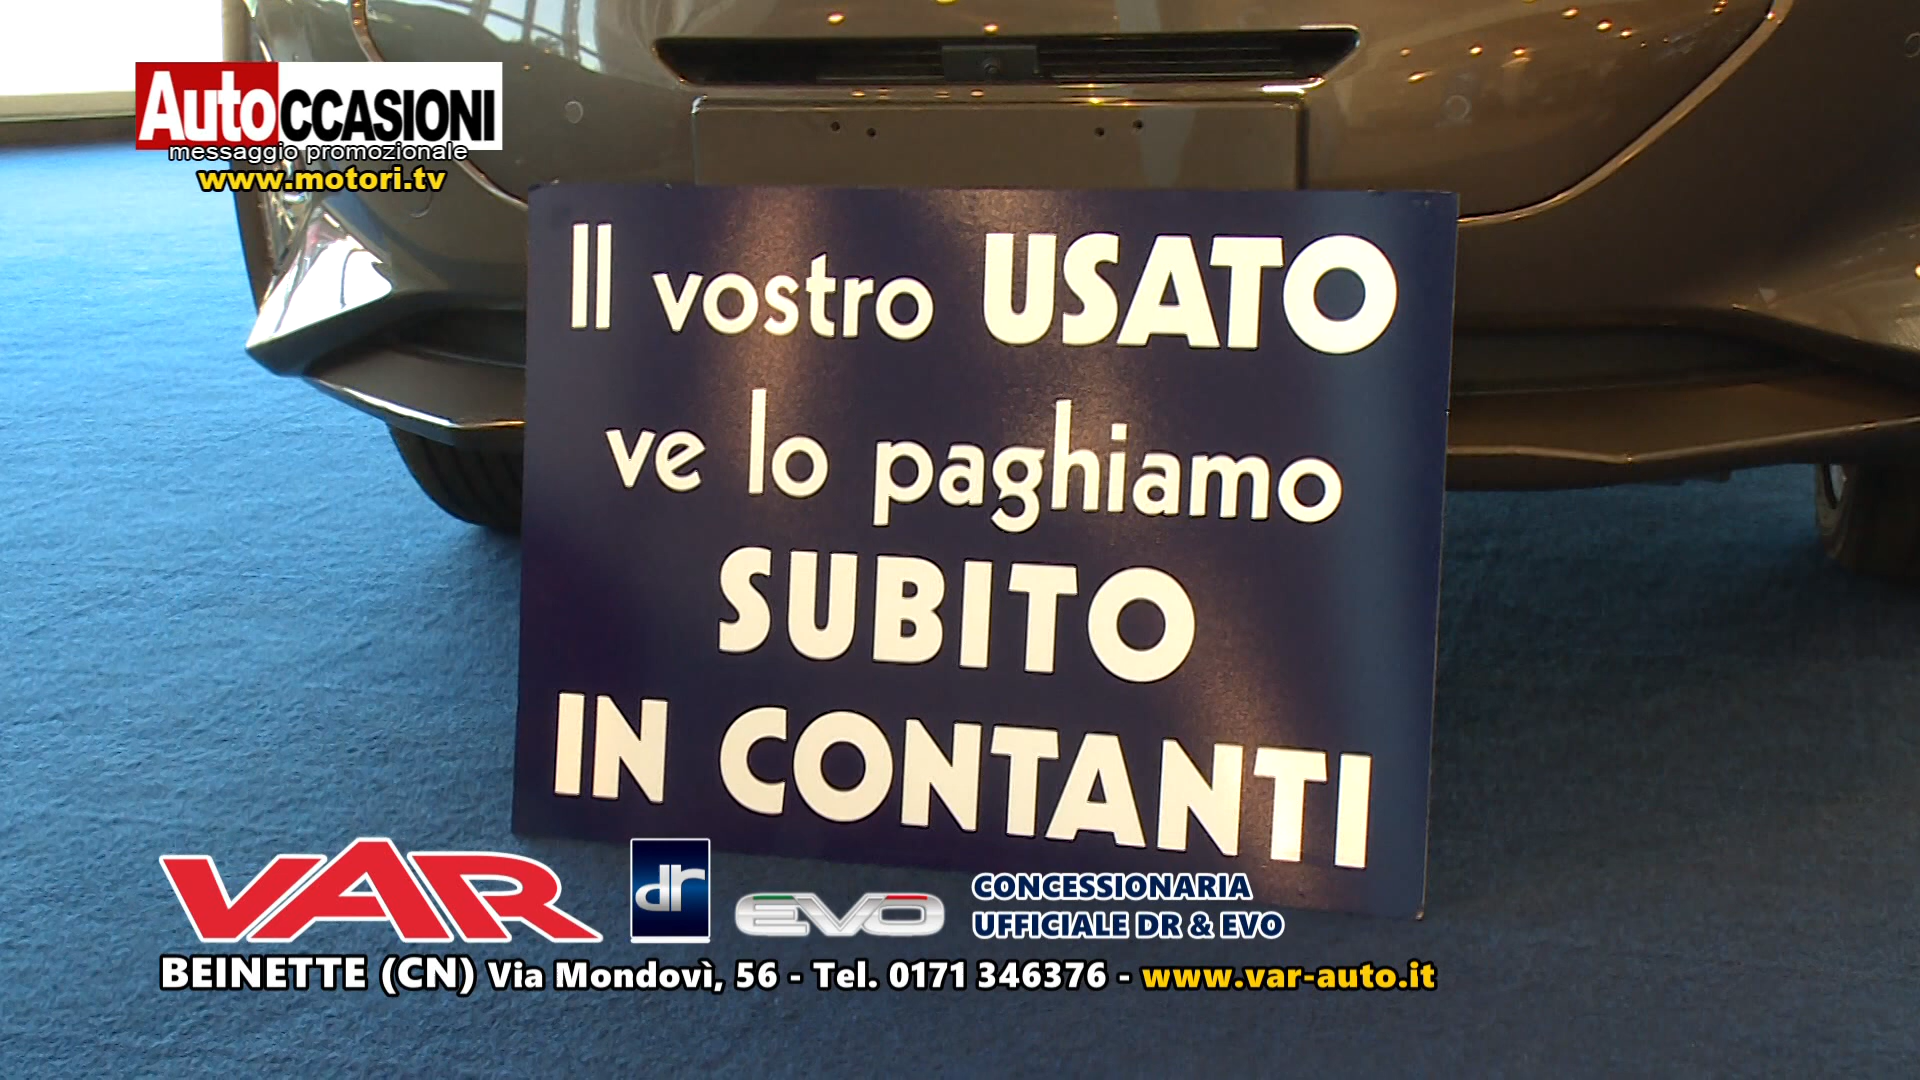 AutoCCASIONI
messaggio promozionale
www.motori.tv
Il vostro USATO
ve lo paghiamo
SUBITO
IN CONTANTI
VAR dr EVO
CONCESSIONARIA
UFFICIALE DR & EVO
BEINETTE (CN) Via Mondovì, 56 - Tel. 0171 346376 - www.var-auto.it